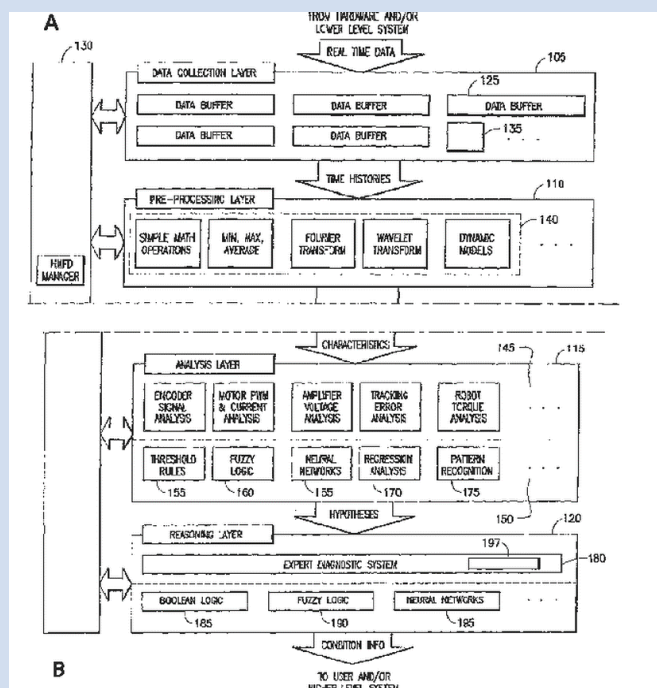 A
FROM HARDWARE AND/OR
LOWER LEVEL SYSTEM
130
REAL TIME DATA
DATA COLLECTION LAYER
105
125
DATA BUFFER
DATA BUFFER
DATA BUFFER
DATA BUFFER
DATA BUFFER
135
TIME HISTORIES
PRE-PROCESSING LAYER
110
140
SIMPLE MATH
OPERATIONS
MIN, MAX,
AVERAGE
FOURIER
TRANSFORM
WAVELET
TRANSFORM
DYNAMIC
MODELS
MANAGER
CHARACTERISTICS
145
115
ANALYSIS LAYER
ENCODER
SIGNAL
ANALYSIS
MOTOR PWM
& CURRENT
ANALYSIS
AMPLIFIER
VOLTAGE
ANALYSIS
TRACKING
ERROR
ANALYSIS
ROBOT
TORQUE
ANALYSIS
THRESHOLD
RULES
FUZZY
LOGIC
NEURAL
NETWORKS
REGRESSION
ANALYSIS
PATTERN
RECOGNITION
155
160
165
170
175
150
HYPOTHESES
120
REASONING LAYER
197
EXPERT DIAGNOSTIC SYSTEM
180
BOOLEAN LOGIC
FUZZY LOGIC
NEURAL NETWORKS
185
190
195
CONDITION INFO
B
TO USER AND/OR
HIGHER LEVEL SYSTEM